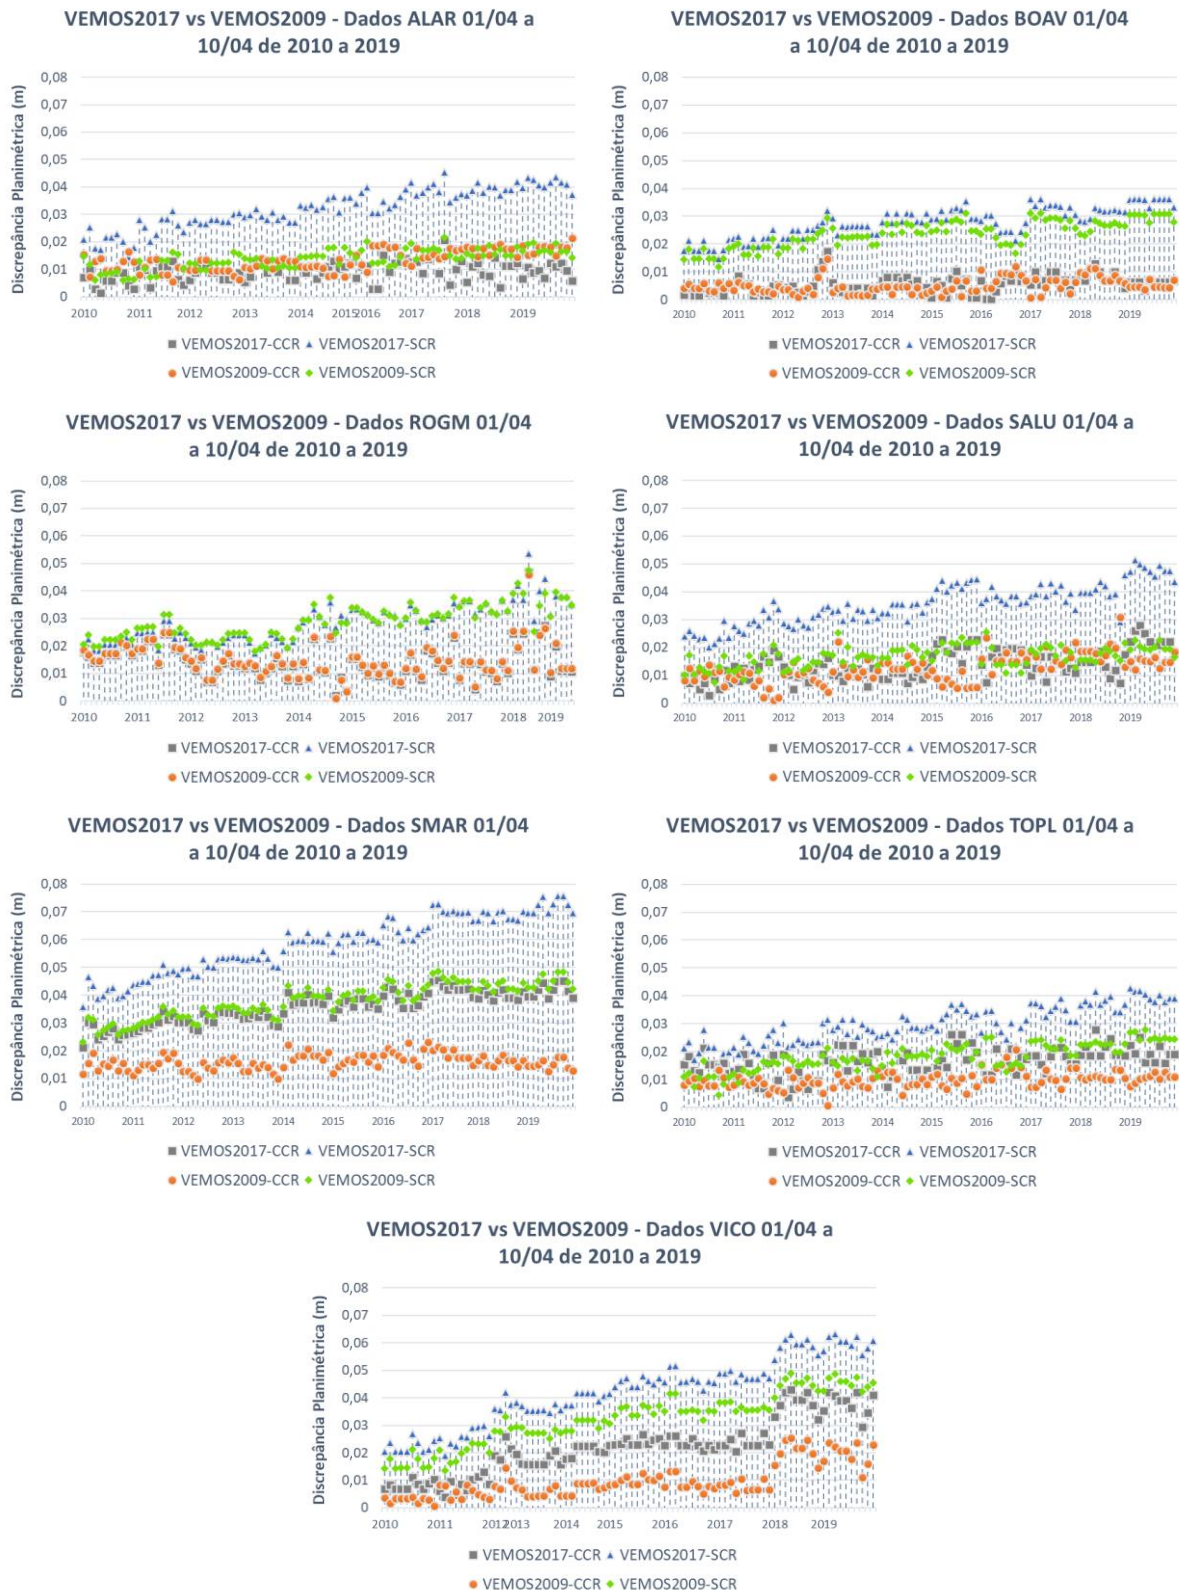 VEMOS2017 vs VEMOS2009 - Dados ALAR 01/04 a
10/04 de 2010 a 2019
Discrepância Planimétrica (m)
0,08
0,07
0,06
0,05
0,04
0,03
0,02
0,01
0
2010 2011 2012 2013 2014 2015 2016 2017 2018 2019
VEMOS2017-CCR VEMOS2017-SCR
VEMOS2009-CCR VEMOS2009-SCR
VEMOS2017 vs VEMOS2009 - Dados BOAV 01/04
a 10/04 de 2010 a 2019
Discrepância Planimétrica (m)
0,08
0,07
0,06
0,05
0,04
0,03
0,02
0,01
0
2010 2011 2012 2013 2014 2015 2016 2017 2018 2019
VEMOS2017-CCR VEMOS2017-SCR
VEMOS2009-CCR VEMOS2009-SCR
VEMOS2017 vs VEMOS2009 - Dados ROGM 01/04
a 10/04 de 2010 a 2019
Discrepância Planimétrica (m)
0,08
0,07
0,06
0,05
0,04
0,03
0,02
0,01
0
2010 2011 2012 2013 2014 2015 2016 2017 2018 2019
VEMOS2017-CCR VEMOS2017-SCR
VEMOS2009-CCR VEMOS2009-SCR
VEMOS2017 vs VEMOS2009 - Dados SALU 01/04 a
10/04 de 2010 a 2019
Discrepância Planimétrica (m)
0,08
0,07
0,06
0,05
0,04
0,03
0,02
0,01
0
2010 2011 2012 2013 2014 2015 2016 2017 2018 2019
VEMOS2017-CCR VEMOS2017-SCR
VEMOS2009-CCR VEMOS2009-SCR
VEMOS2017 vs VEMOS2009 - Dados SMAR 01/04
a 10/04 de 2010 a 2019
Discrepância Planimétrica (m)
0,08
0,07
0,06
0,05
0,04
0,03
0,02
0,01
0
2010 2011 2012 2013 2014 2015 2016 2017 2018 2019
VEMOS2017-CCR VEMOS2017-SCR
VEMOS2009-CCR VEMOS2009-SCR
VEMOS2017 vs VEMOS2009 - Dados TOPL 01/04 a
10/04 de 2010 a 2019
Discrepância Planimétrica (m)
0,08
0,07
0,06
0,05
0,04
0,03
0,02
0,01
0
2010 2011 2012 2013 2014 2015 2016 2017 2018 2019
VEMOS2017-CCR VEMOS2017-SCR
VEMOS2009-CCR VEMOS2009-SCR
VEMOS2017 vs VEMOS2009 - Dados VICO 01/04 a
10/04 de 2010 a 2019
Discrepância Planimétrica (m)
0,08
0,07
0,06
0,05
0,04
0,03
0,02
0,01
0
2010 2011 2012 2013 2014 2015 2016 2017 2018 2019
VEMOS2017-CCR VEMOS2017-SCR
VEMOS2009-CCR VEMOS2009-SCR